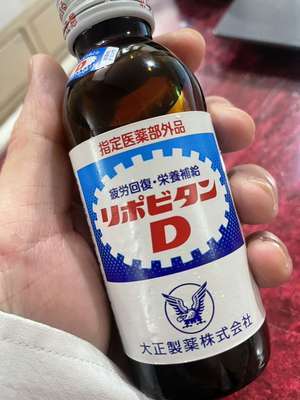 指定医薬部外品
疲労回復・栄養補給
リポビタン
D
大正製薬株式会社